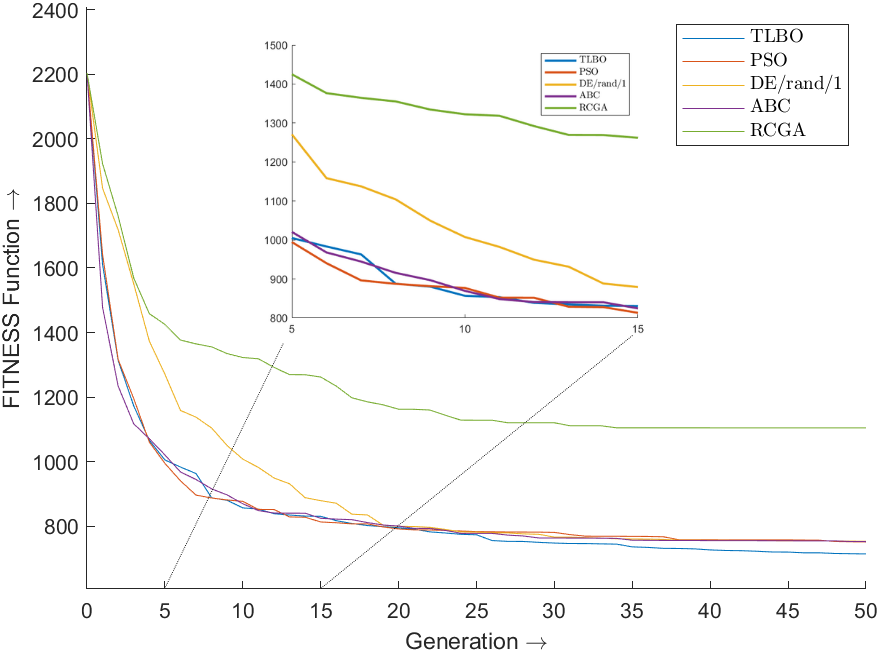 2400
2200
2000
1800
1600
1400
1200
1000
800
FITNESS Function →
0 5 10 15 20 25 30 35 40 45 50
Generation →
TLBO
PSO
DE/rand/1
ABC
RCGA
1500
1400
1300
1200
1100
1000
900
800
5 10 15
TLBO
PSO
DE/rand/1
ABC
RCGA